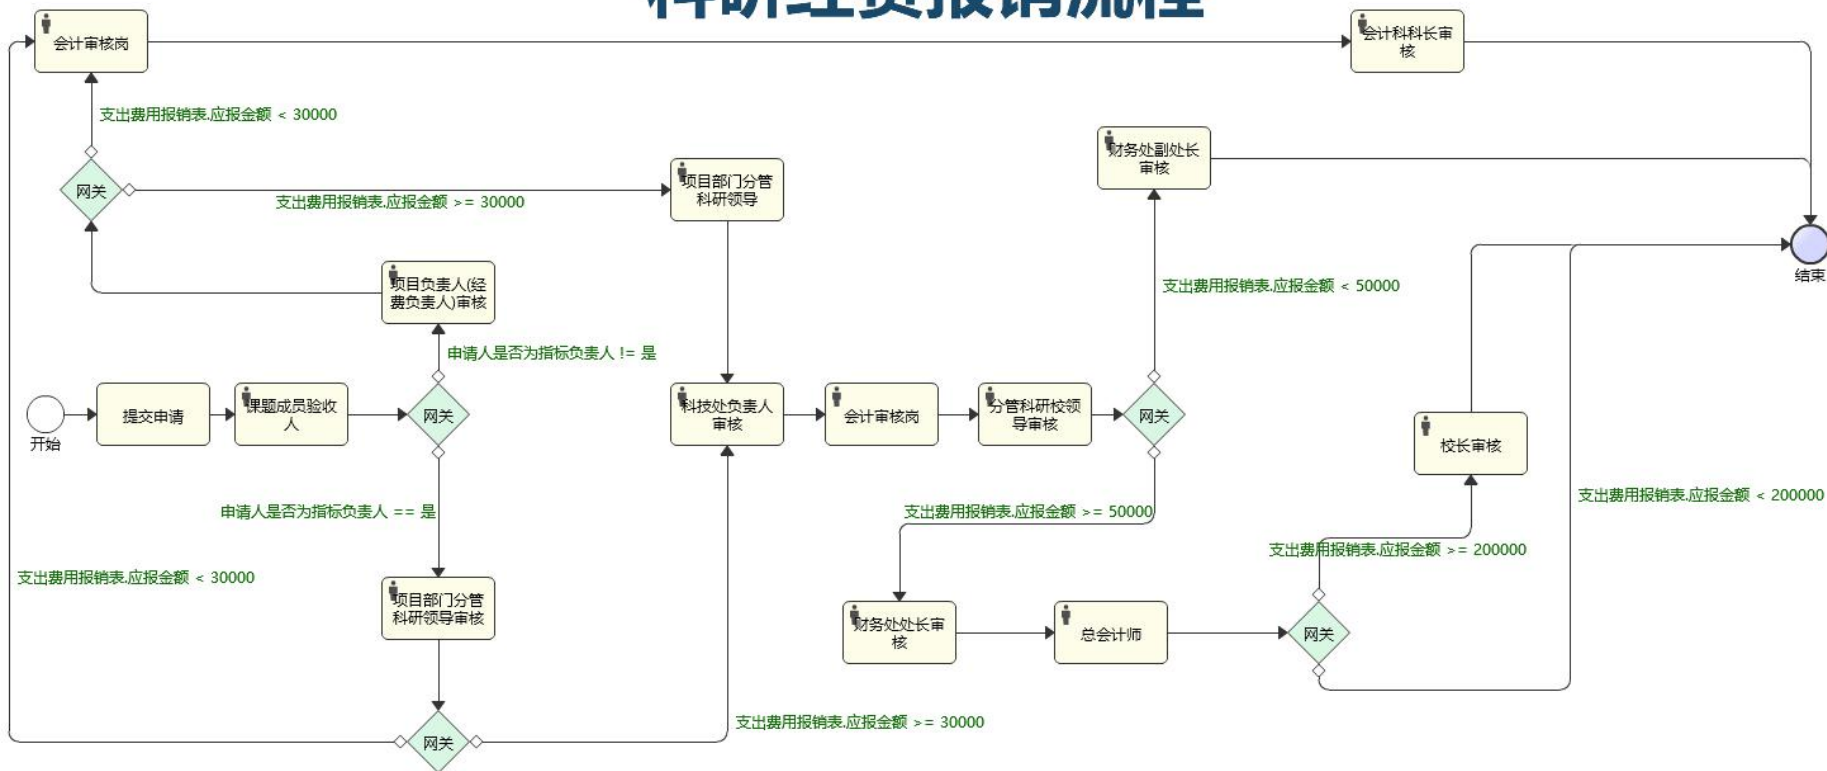 科研经费报销流程
会计审核岗
会计科科长审
核
支出费用报销表.应报金额 < 30000
财务处副处长
审核
网关
项目部门分管
科研领导
支出费用报销表.应报金额 >= 30000
项目负责人(经
费负责人)审核
支出费用报销表.应报金额 < 50000
结束
申请人是否为指标负责人 != 是
开始
提交申请
课题成员验收
人
网关
科技处负责人
审核
会计审核岗
分管科研校领
导审核
网关
校长审核
申请人是否为指标负责人 == 是
支出费用报销表.应报金额 >= 50000
支出费用报销表.应报金额 < 200000
支出费用报销表.应报金额 >= 200000
支出费用报销表.应报金额 < 30000
项目部门分管
科研领导审核
财务处处长审
核
总会计师
网关
支出费用报销表.应报金额 >= 30000
网关